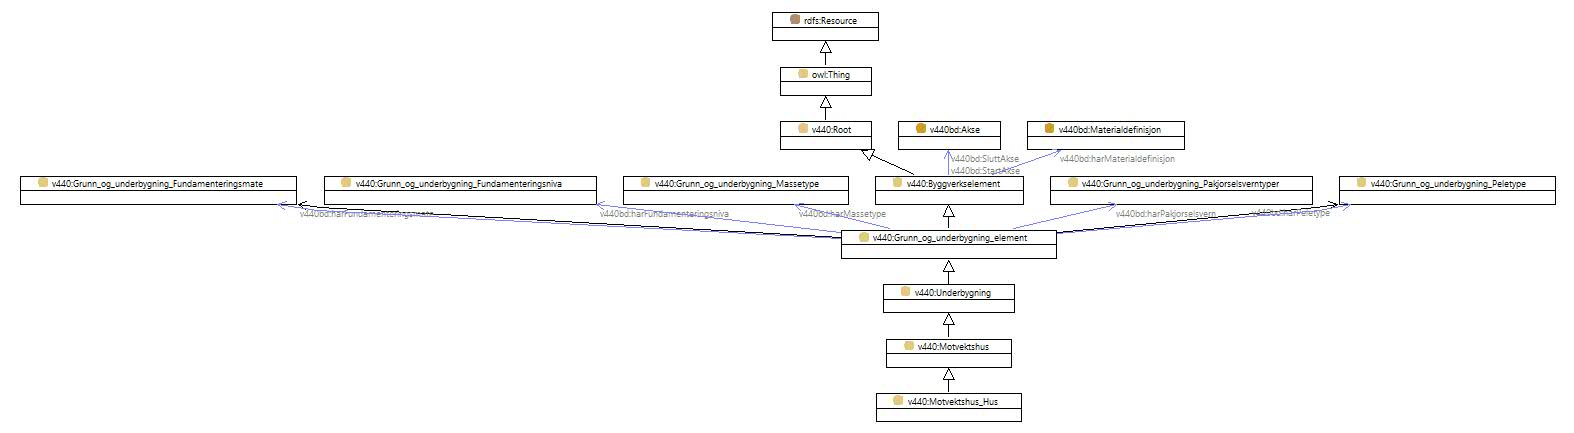 rdfs:Resource
owl:Thing
v440:Root
v440bd:Akse
v440bd:Materialdefinisjon
v440bd:SluttAkse
v440bd:harMaterialdefinisjon
v440bd:StartAkse
v440:Grunn_og_underbygning_Fundamenteringsmate
v440:Grunn_og_underbygning_Fundamenteringsniva
v440:Grunn_og_underbygning_Massetype
v440:Byggverkselement
v440:Grunn_og_underbygning_Pakjorselsverntyper
v440:Grunn_og_underbygning_Peletype
v440bd:harFundamenteringsmate
v440bd:harFundamenteringsniva
v440bd:harMassetype
v440bd:harPakjorselsvern
v440bd:harPeletype
v440:Grunn_og_underbygning_element
v440:Underbygning
v440:Motvektshus
v440:Motvektshus_Hus